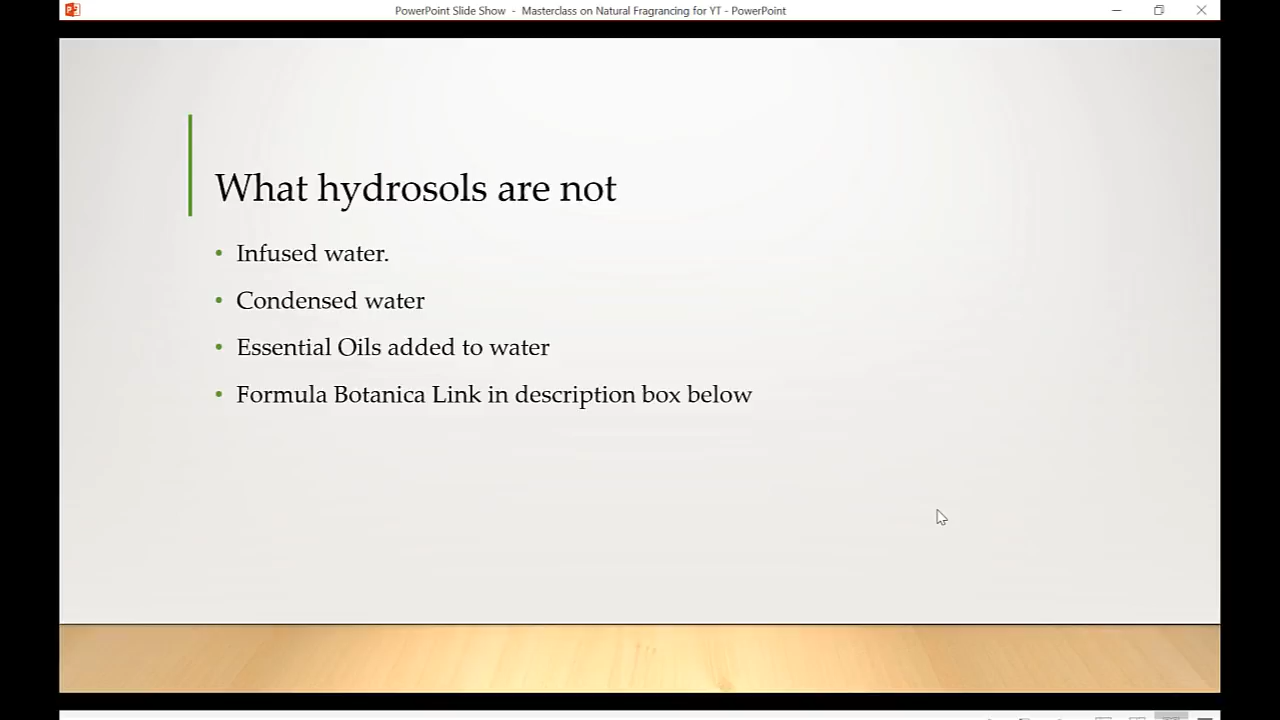 PowerPoint Slide Show - Masterclass on Natural Fragrancing for YT - PowerPoint
What hydrosols are not
• Infused water.
• Condensed water
• Essential Oils added to water
• Formula Botanica Link in description box below